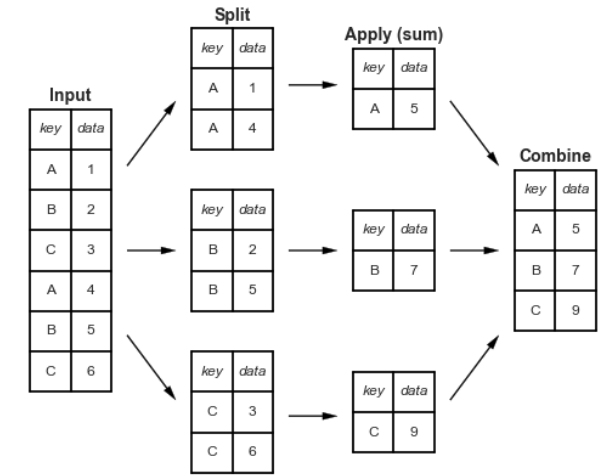 Input
key data
A 1
B 2
C 3
A 4
B 5
C 6
Split
key data
A 1
A 4
key data
B 2
B 5
key data
C 3
C 6
Apply (sum)
key data
A 5
key data
B 7
key data
C 9
Combine
key data
A 5
B 7
C 9